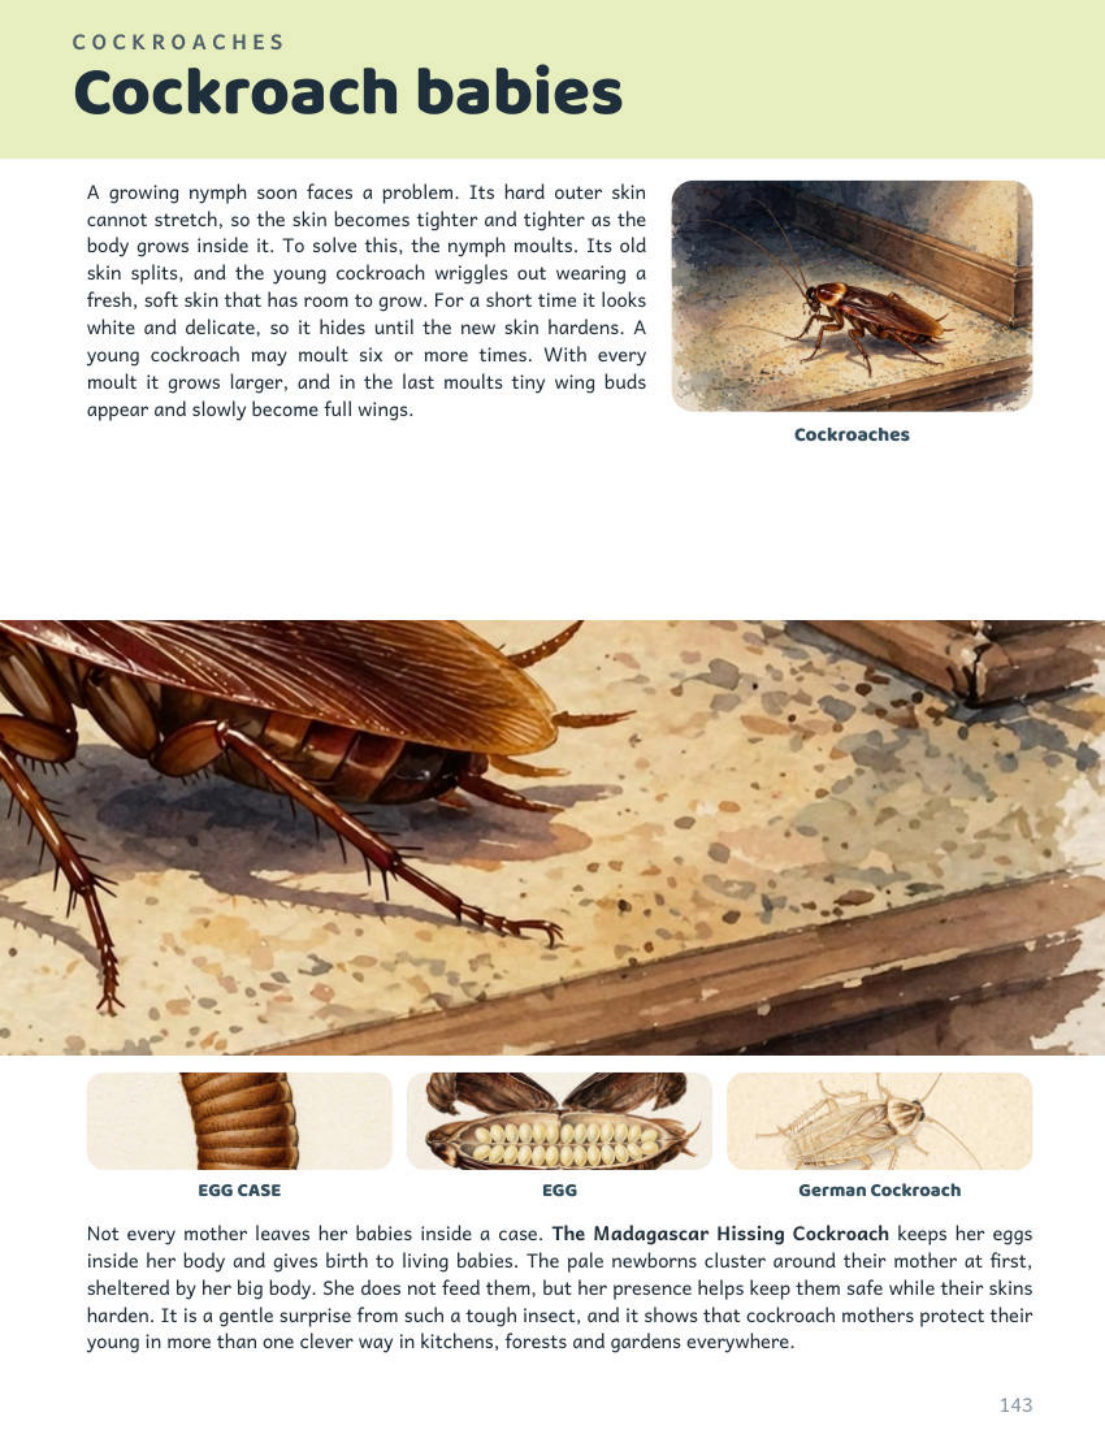 COCKROACHES
Cockroach babies
A growing nymph soon faces a problem. Its hard outer skin
cannot stretch, so the skin becomes tighter and tighter as the
body grows inside it. To solve this, the nymph moults. Its old
skin splits, and the young cockroach wriggles out wearing a
fresh, soft skin that has room to grow. For a short time it looks
white and delicate, so it hides until the new skin hardens. A
young cockroach may moult six or more times. With every
moult it grows larger, and in the last moults tiny wing buds
appear and slowly become full wings.
Cockroaches
EGG CASE
EGG
German Cockroach
Not every mother leaves her babies inside a case. The Madagascar Hissing Cockroach keeps her eggs
inside her body and gives birth to living babies. The pale newborns cluster around their mother at first,
sheltered by her big body. She does not feed them, but her presence helps keep them safe while their skins
harden. It is a gentle surprise from such a tough insect, and it shows that cockroach mothers protect their
young in more than one clever way in kitchens, forests and gardens everywhere.
143